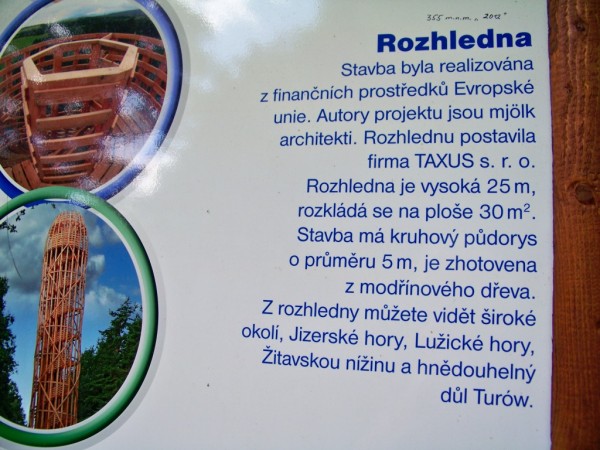 355 m.n.m. „ 2012"
Rozhledna
Stavba byla realizována
z finančních prostředků Evropské
unie. Autory projektu jsou mjölk
architekti. Rozhlednu postavila
firma TAXUS s. r. o.
Rozhledna je vysoká 25 m,
rozkládá se na ploše 30 m².
Stavba má kruhový půdorys
o průměru 5 m, je zhotovena
z modřínového dřeva.
Z rozhledny můžete vidět široké
okolí, Jizerské hory, Lužické hory,
Žitavskou nížinu a hnědouhelný
důl Turów.